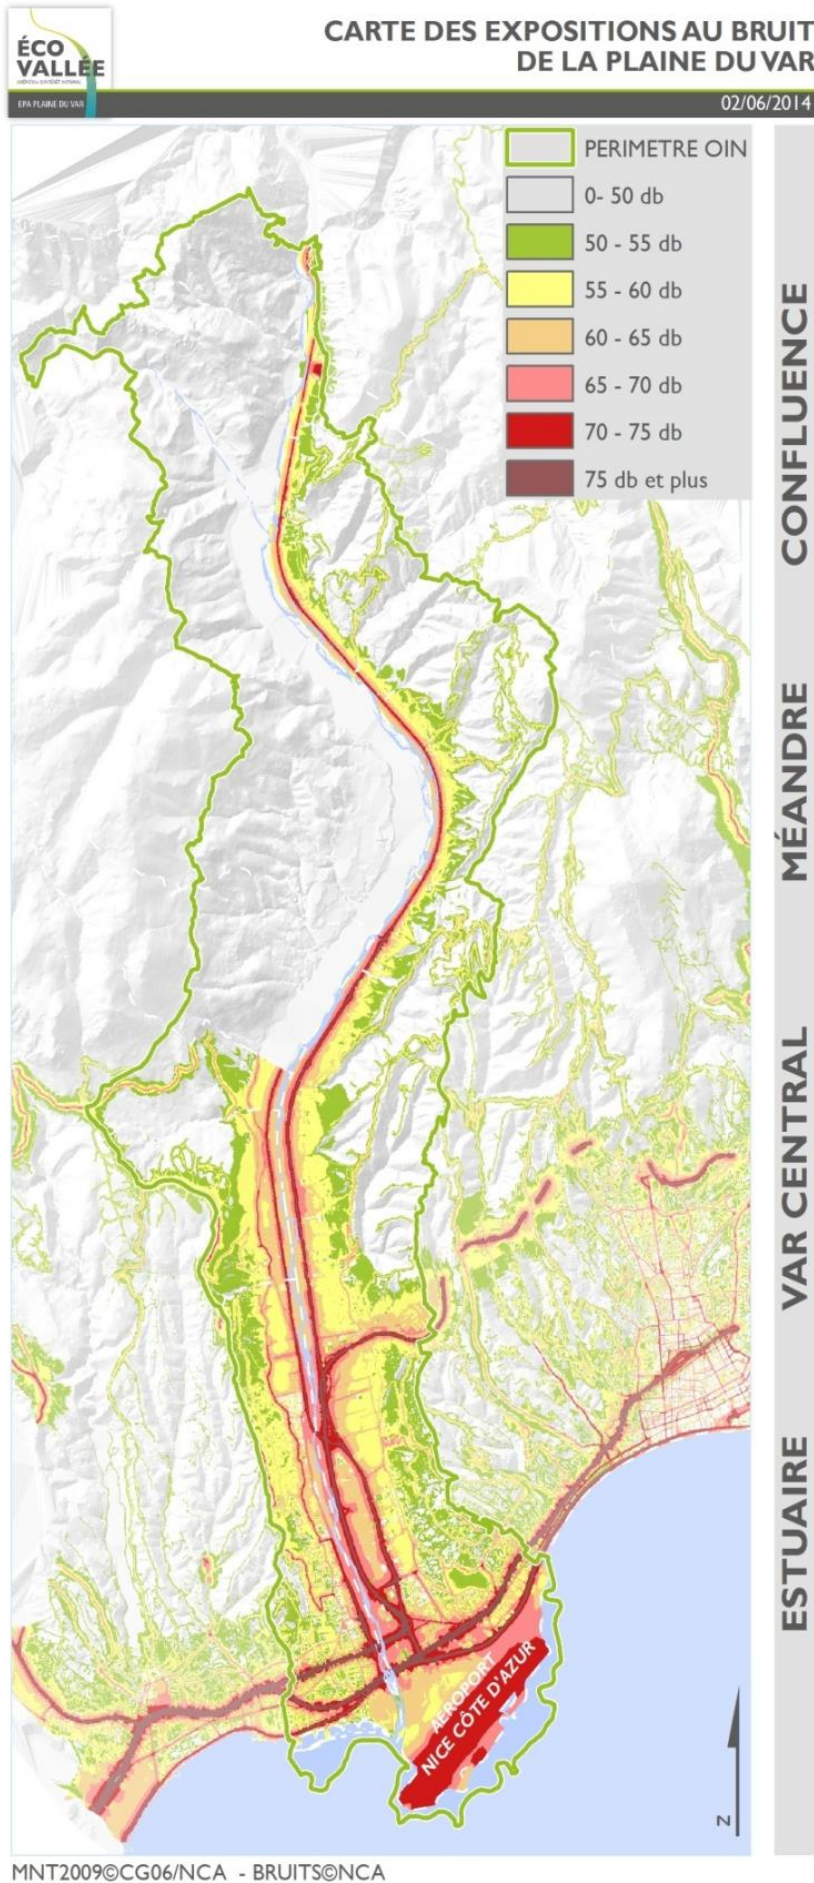 ÉCO
VALLÉE
EPA PLAINE DU VAR
CARTE DES EXPOSITIONS AU BRUIT
DE LA PLAINE DU VAR
02/06/2014
PERIMETRE OIN
0- 50 db
50 - 55 db
55 - 60 db
60 - 65 db
65 - 70 db
70 - 75 db
75 db et plus
CONFLUENCE
MÉANDRE
VAR CENTRAL
ESTUAIRE
AÉROPORT
NICE CÔTE D'AZUR
N
MNT2009©CG06/NCA - BRUITS©NCA